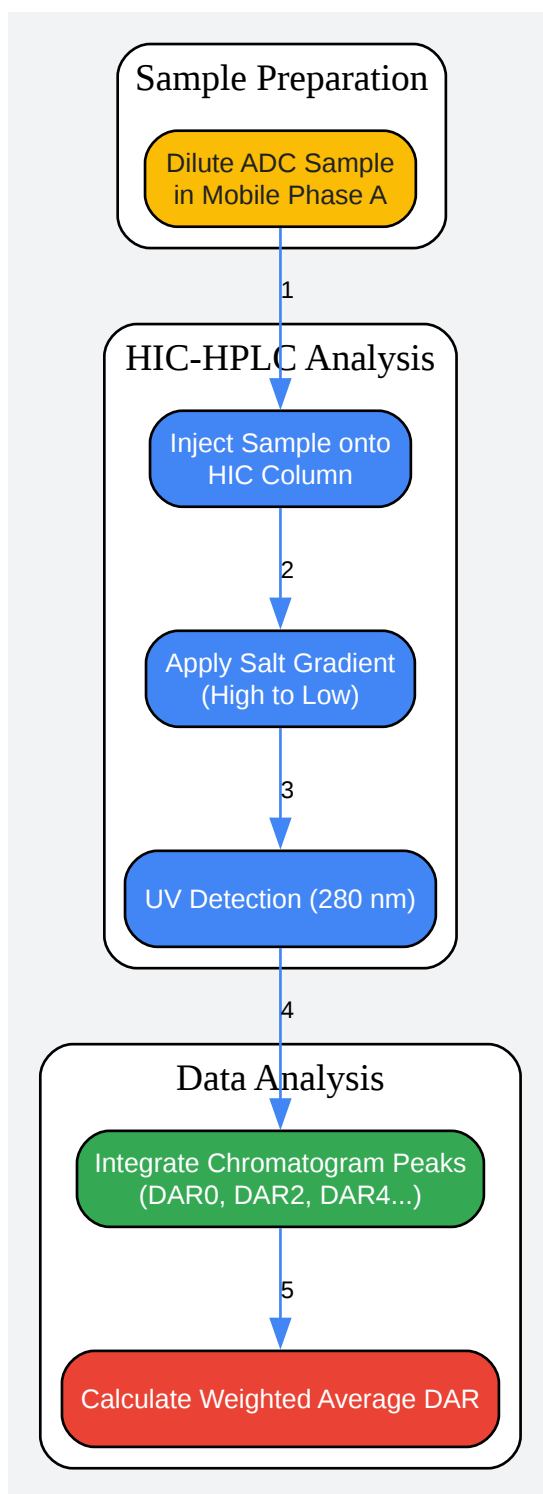 Sample Preparation
Dilute ADC Sample
in Mobile Phase A
1
HIC-HPLC Analysis
Inject Sample onto
HIC Column
2
Apply Salt Gradient
(High to Low)
3
UV Detection (280 nm)
4
Data Analysis
Integrate Chromatogram Peaks
(DAR0, DAR2, DAR4...)
5
Calculate Weighted Average DAR